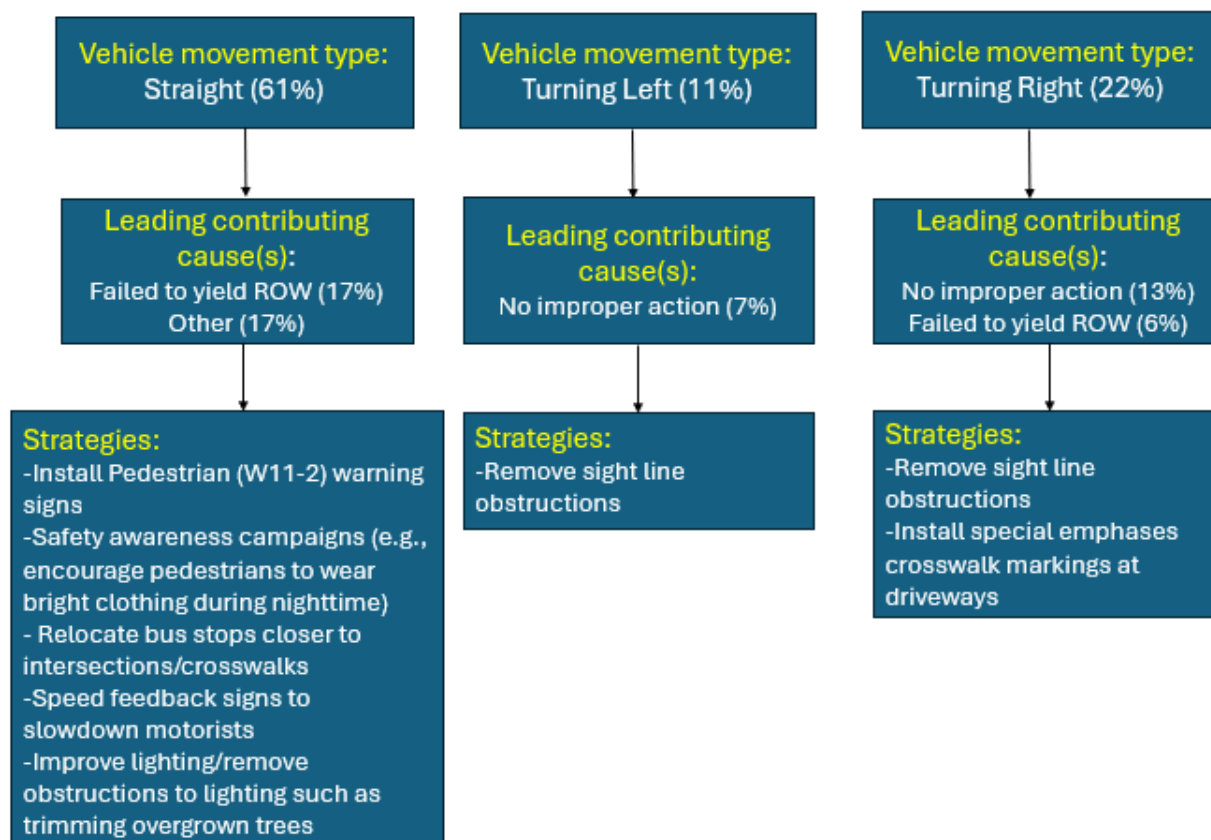 Vehicle movement type:
Straight (61%)
Leading contributing
cause(s):
Failed to yield ROW (17%)
Other (17%)
Strategies:
-Install Pedestrian (W11-2) warning
signs
-Safety awareness campaigns (e.g.,
encourage pedestrians to wear
bright clothing during nighttime)
- Relocate bus stops closer to
intersections/crosswalks
-Speed feedback signs to
slowdown motorists
-Improve lighting/remove
obstructions to lighting such as
trimming overgrown trees
Vehicle movement type:
Turning Left (11%)
Leading contributing
cause(s):
No improper action (7%)
Strategies:
-Remove sight line
obstructions
Vehicle movement type:
Turning Right (22%)
Leading contributing
cause(s):
No improper action (13%)
Failed to yield ROW (6%)
Strategies:
-Remove sight line
obstructions
-Install special emphases
crosswalk markings at
driveways